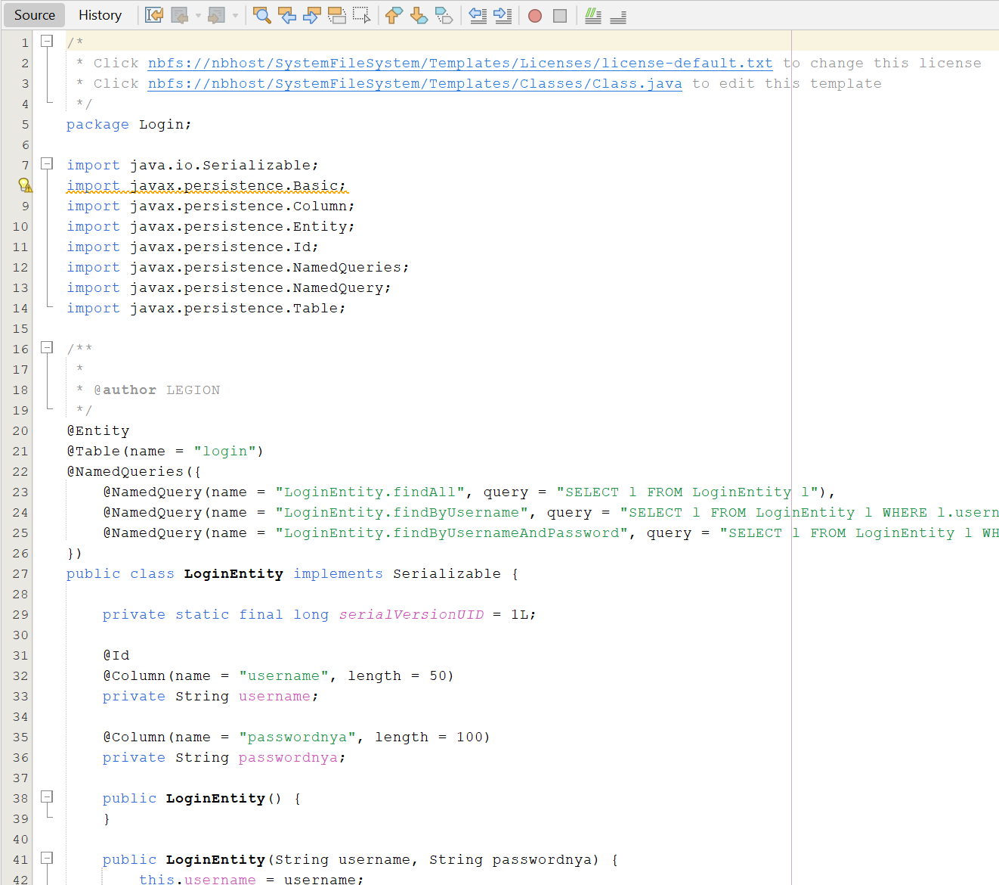 Source History
1 /*
2 * Click nbfs://nbhost/SystemFileSystem/Templates/Licenses/license-default.txt to change this license
3 * Click nbfs://nbhost/SystemFileSystem/Templates/Classes/Class.java to edit this template
4 */
5 package Login;
6
7 import java.io.Serializable;
import javax.persistence.Basic;
9 import javax.persistence.Column;
10 import javax.persistence.Entity;
11 import javax.persistence.Id;
12 import javax.persistence.NamedQueries;
13 import javax.persistence.NamedQuery;
14 import javax.persistence.Table;
15
16 /**
17 *
18 * @author LEGION
19 */
20 @Entity
21 @Table(name = "login")
22 @NamedQueries({
23 @NamedQuery(name = "LoginEntity.findAll", query = "SELECT l FROM LoginEntity l"),
24 @NamedQuery(name = "LoginEntity.findByUsername", query = "SELECT l FROM LoginEntity l WHERE l.usern
25 @NamedQuery(name = "LoginEntity.findByUsernameAndPassword", query = "SELECT l FROM LoginEntity l WH
26 })
27 public class LoginEntity implements Serializable {
28
29 private static final long serialVersionUID = 1L;
30
31 @Id
32 @Column(name = "username", length = 50)
33 private String username;
34
35 @Column(name = "passwordnya", length = 100)
36 private String passwordnya;
37
38 public LoginEntity() {
39 }
40
41 public LoginEntity(String username, String passwordnya) {
42 this.username = username;